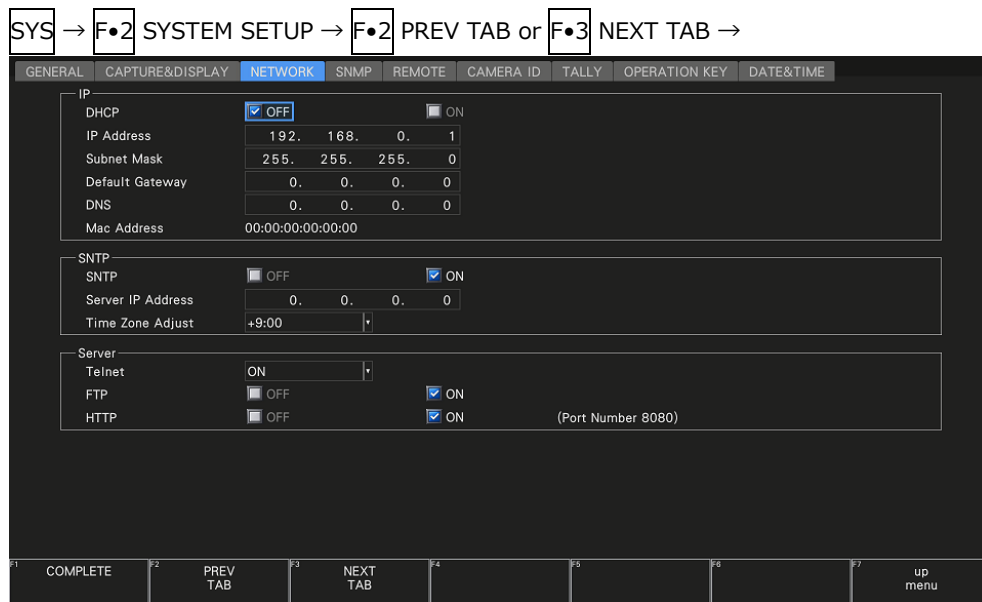 SYS → F•2 SYSTEM SETUP → F•2 PREV TAB or F•3 NEXT TAB →
GENERAL CAPTURE&DISPLAY NETWORK SNMP REMOTE CAMERA ID TALLY OPERATION KEY DATE&TIME
IP
DHCP OFF ON
IP Address 192. 168. 0. 1
Subnet Mask 255. 255. 255. 0
Default Gateway 0. 0. 0. 0
DNS 0. 0. 0. 0
Mac Address 00:00:00:00:00:00
SNTP
SNTP OFF ON
Server IP Address 0. 0. 0. 0
Time Zone Adjust +9:00
Server
Telnet ON
FTP OFF ON
HTTP OFF ON (Port Number 8080)
F1 COMPLETE F2 PREV TAB F3 NEXT TAB F4 F5 F6 F7 up menu